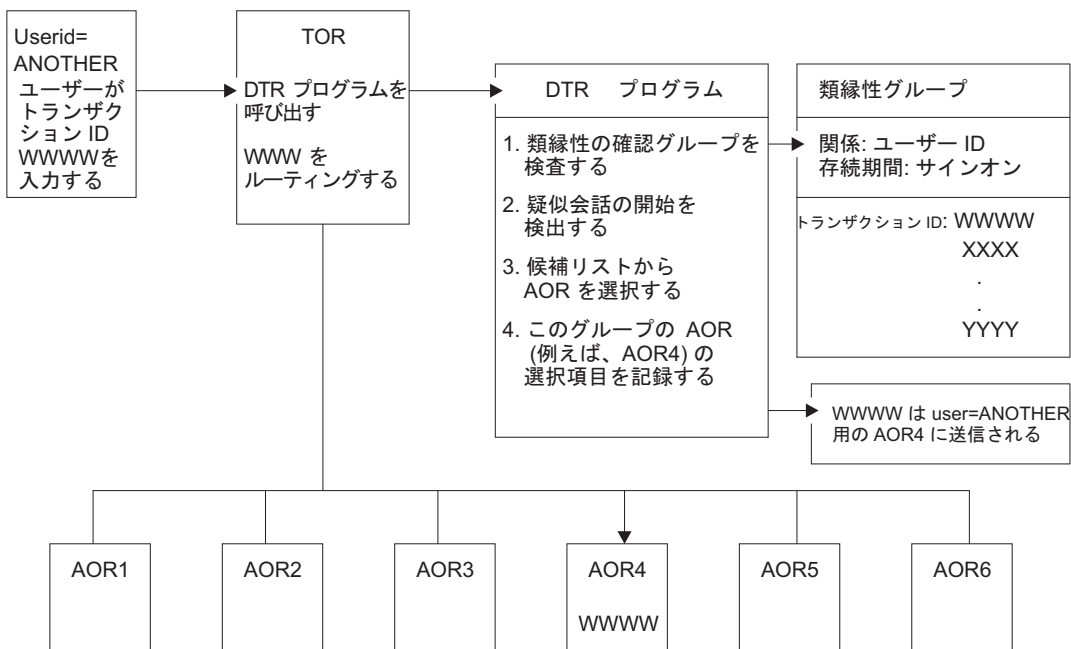 Userid=
ANOTHER
ユーザーが
トランザク
ション ID
WWWWを
入力する
TOR
DTR プログラムを
呼び出す
WWW を
ルーティングする
DTR プログラム
1. 類縁性の確認グループを
検査する
2. 疑似会話の開始を
検出する
3. 候補リストから
AOR を選択する
4. このグループの AOR
(例えば、AOR4) の
選択項目を記録する
類縁性グループ
関係: ユーザー ID
存続期間: サインオン
トランザクション ID: WWWW
XXXX
.
.
YYYY
WWWW は user=ANOTHER
用の AOR4 に送信される
AOR1
AOR2
AOR3
AOR4
WWWW
AOR5
AOR6